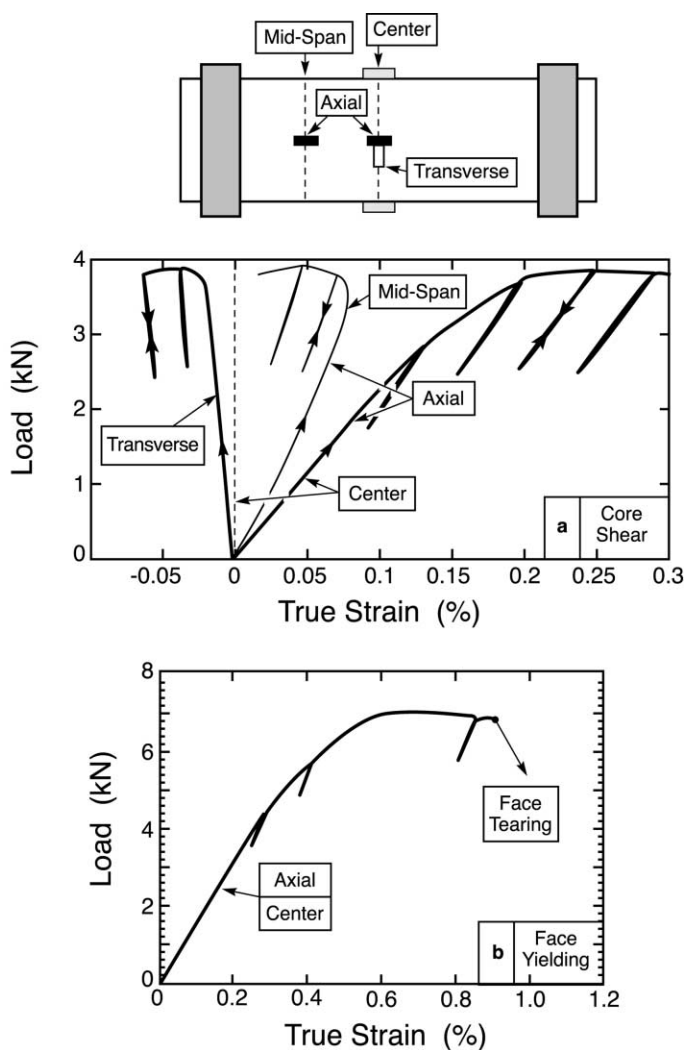 Center
Mid-Span
Axial
Transverse
4
3
2
1
0
Load (kN)
Mid-Span
Axial
Transverse
Center
a
Core
Shear
-0.05
0
0.05
0.1
0.15
0.2
0.25
0.3
True Strain (%)
8
6
4
2
0
Load (kN)
Face
Tearing
Axial
Center
b
Face
Yielding
0
0.2
0.4
0.6
0.8
1.0
1.2
True Strain (%)